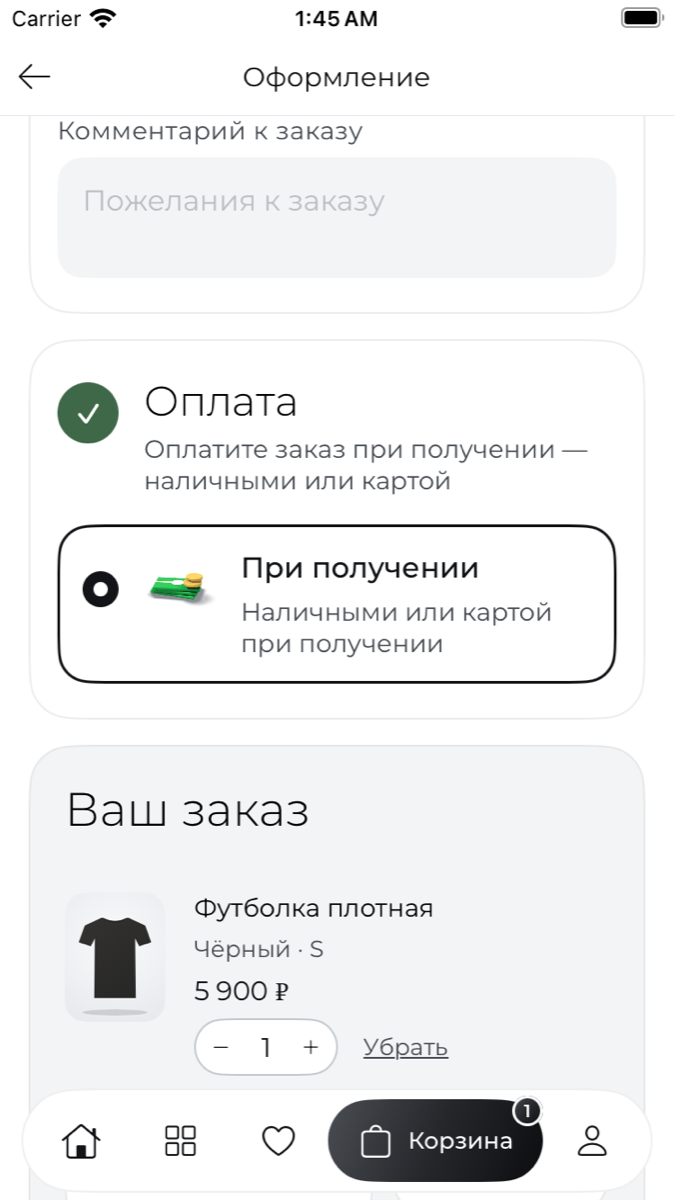 Carrier 1:45 AM
Оформление
Комментарий к заказу
Пожелания к заказу
Оплата
Оплатите заказ при получении —
наличными или картой
При получении
Наличными или картой
при получении
Ваш заказ
Футболка плотная
Чёрный · S
5 900 ₽
− 1 +
Убрать
1
Корзина